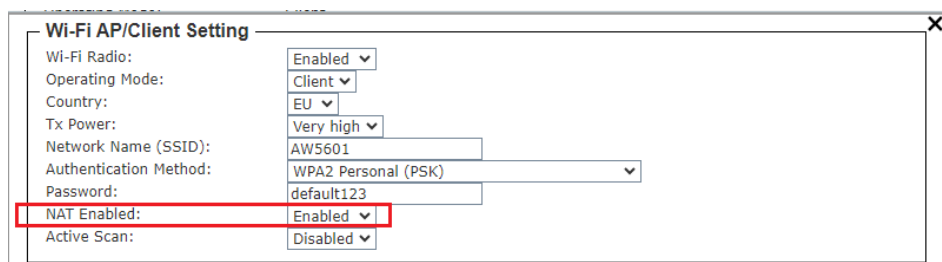 Wi-Fi AP/Client Setting
Wi-Fi Radio: Enabled
Operating Mode: Client
Country: EU
Tx Power: Very high
Network Name (SSID): AW5601
Authentication Method: WPA2 Personal (PSK)
Password: default123
NAT Enabled: Enabled
Active Scan: Disabled